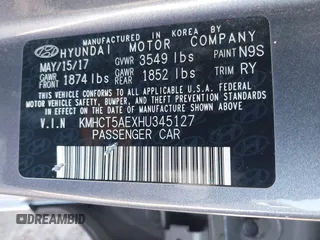 MANUFACTURED IN KOREA BY
HYUNDAI MOTOR COMPANY
MAY/15/17 GVWR 3549 lbs PAINT N9S
GAWR FRONT 1874 lbs GAWR REAR 1852 lbs TRIM RY
THIS VEHICLE CONFORMS TO ALL APPLICABLE U.S. FEDERAL MOTOR VEHICLE SAFETY, BUMPER, AND THEFT PREVENTION STANDARDS IN EFFECT ON THE DATE OF MANUFACTURE SHOWN ABOVE.
V.I.N KMHCT5AEXHU345127
PASSENGER CAR
© DREAMBID